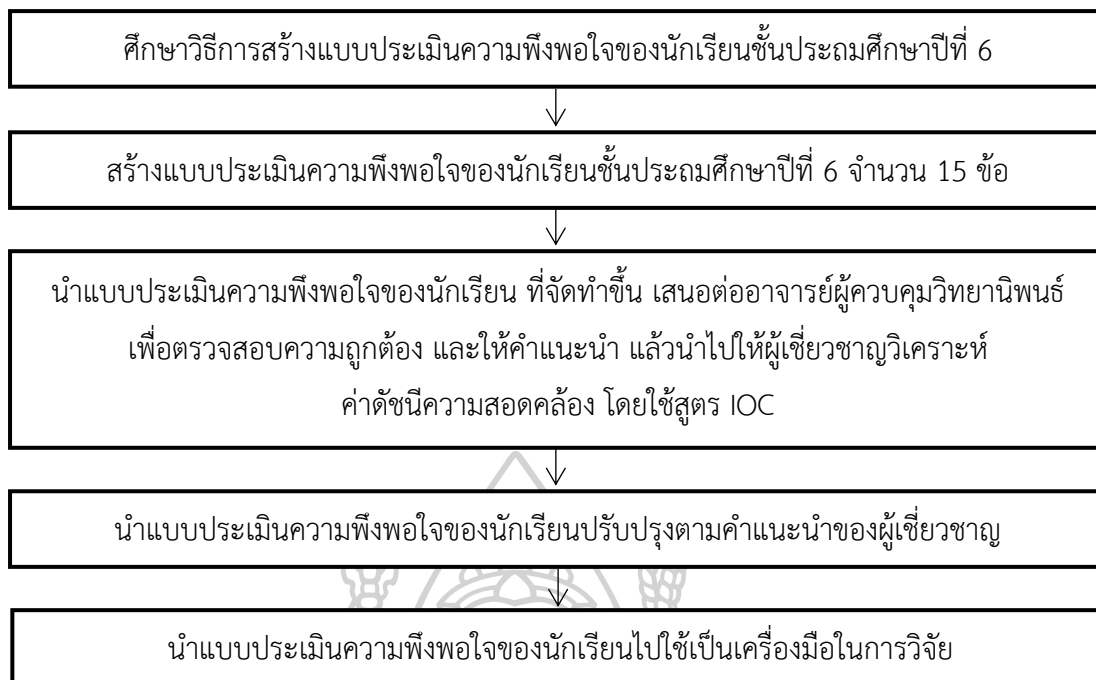 ศึกษาวิธีการสร้างแบบประเมินความพึงพอใจของนักเรียนชั้นประถมศึกษาปีที่ 6
สร้างแบบประเมินความพึงพอใจของนักเรียนชั้นประถมศึกษาปีที่ 6 จำนวน 15 ข้อ
นำแบบประเมินความพึงพอใจของนักเรียน ที่จัดทำขึ้น เสนอต่ออาจารย์ผู้ควบคุมวิทยานิพนธ์
เพื่อตรวจสอบความถูกต้อง และให้คำแนะนำ แล้วนำไปให้ผู้เชี่ยวชาญวิเคราะห์
ค่าดัชนีความสอดคล้อง โดยใช้สูตร IOC
นำแบบประเมินความพึงพอใจของนักเรียนปรับปรุงตามคำแนะนำของผู้เชี่ยวชาญ
นำแบบประเมินความพึงพอใจของนักเรียนไปใช้เป็นเครื่องมือในการวิจัย